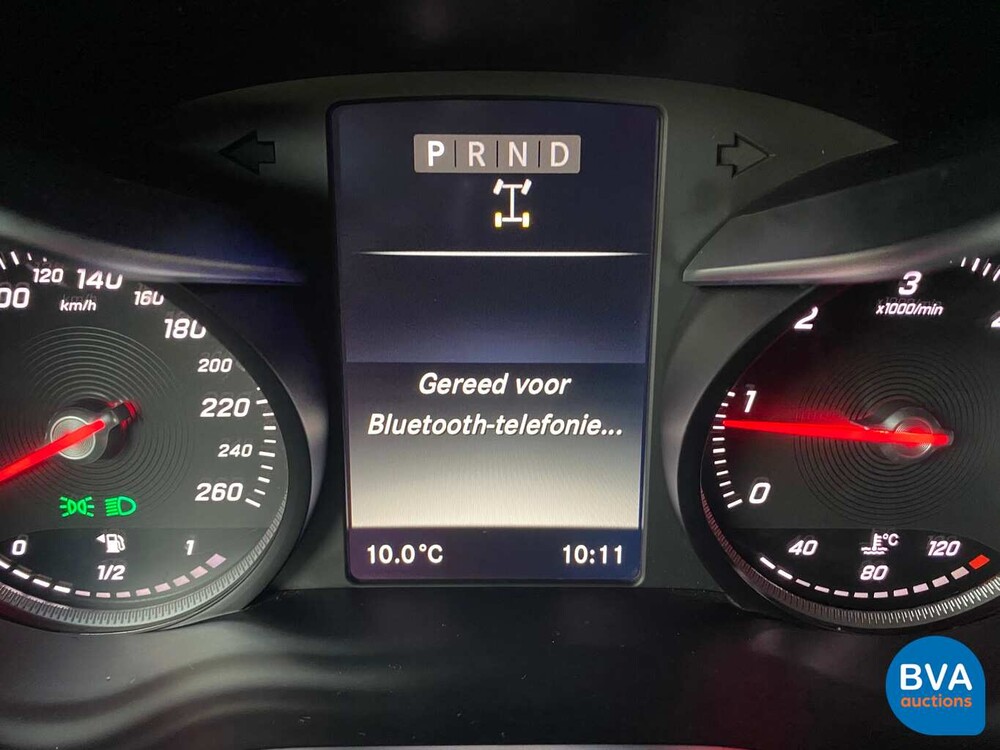 P R N D
120 140
00
km/h
160
180
200
220
240
260
0 1
1/2
Gereed voor
Bluetooth-telefonie...
10.0°C 10:11
3
x1000/min
2
1
0
40 °C 120
80
BVA
auctions